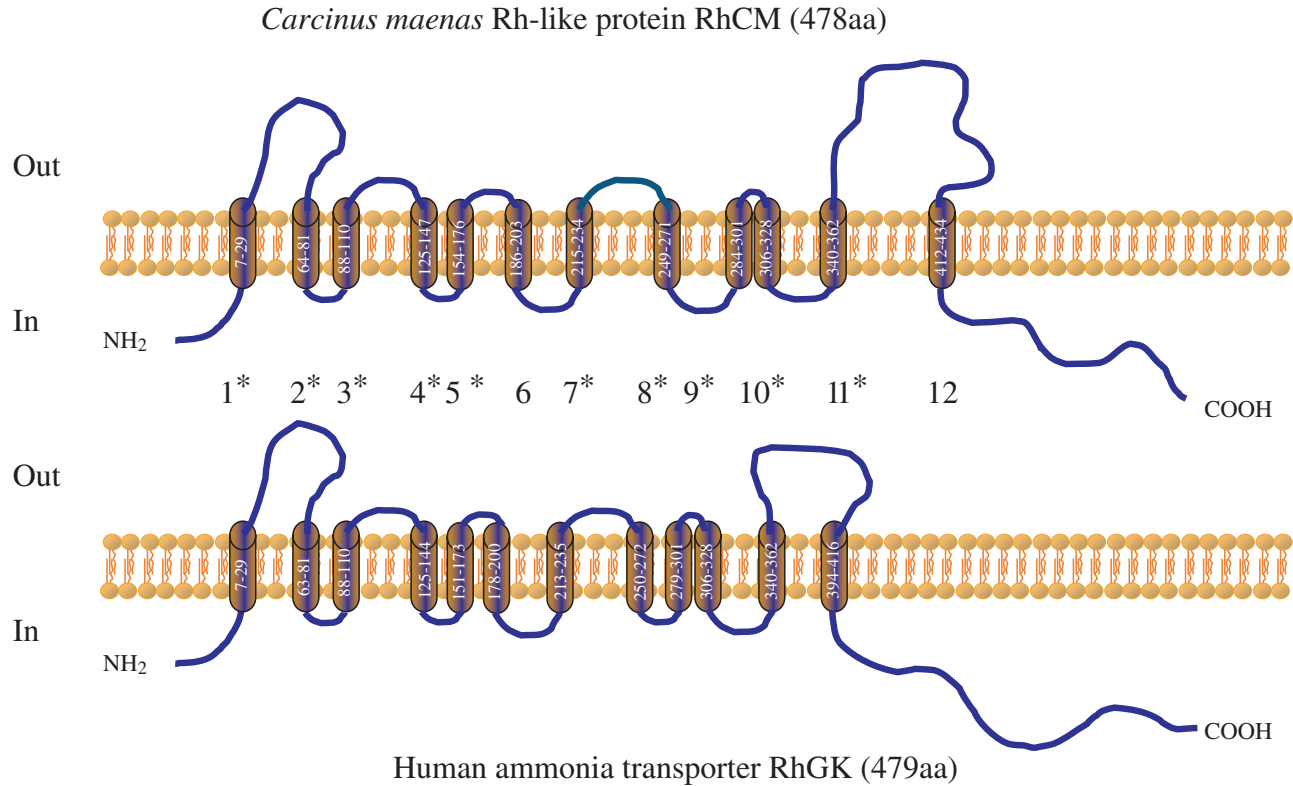 Carcinus maenas Rh-like protein RhCM (478aa)
Out
7-29
64-81
88-110
125-147
154-176
186-203
215-234
249-271
284-301
306-328
340-362
412-434
In
NH2
1* 2* 3* 4* 5* 6 7* 8* 9* 10* 11* 12
COOH
Out
7-29
63-81
88-110
125-144
151-173
178-200
213-235
250-272
279-301
306-328
340-362
394-416
In
NH2
COOH
Human ammonia transporter RhGK (479aa)